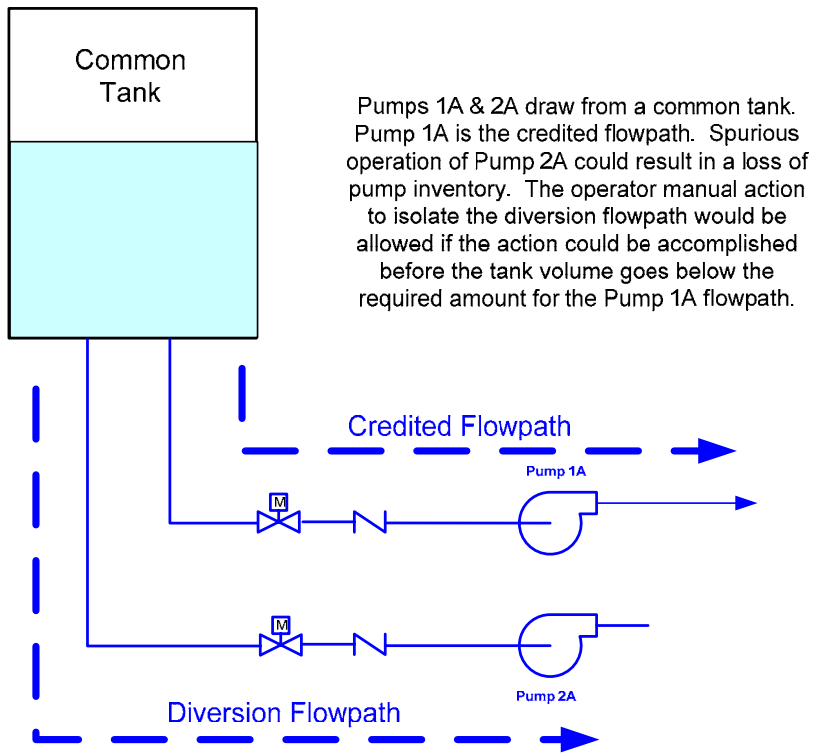 Common
Tank
Pumps 1A & 2A draw from a common tank.
Pump 1A is the credited flowpath.  Spurious
operation of Pump 2A could result in a loss of
pump inventory.  The operator manual action
to isolate the diversion flowpath would be
allowed if the action could be accomplished
before the tank volume goes below the
required amount for the Pump 1A flowpath.
Credited Flowpath
Pump 1A
M
M
Pump 2A
Diversion Flowpath